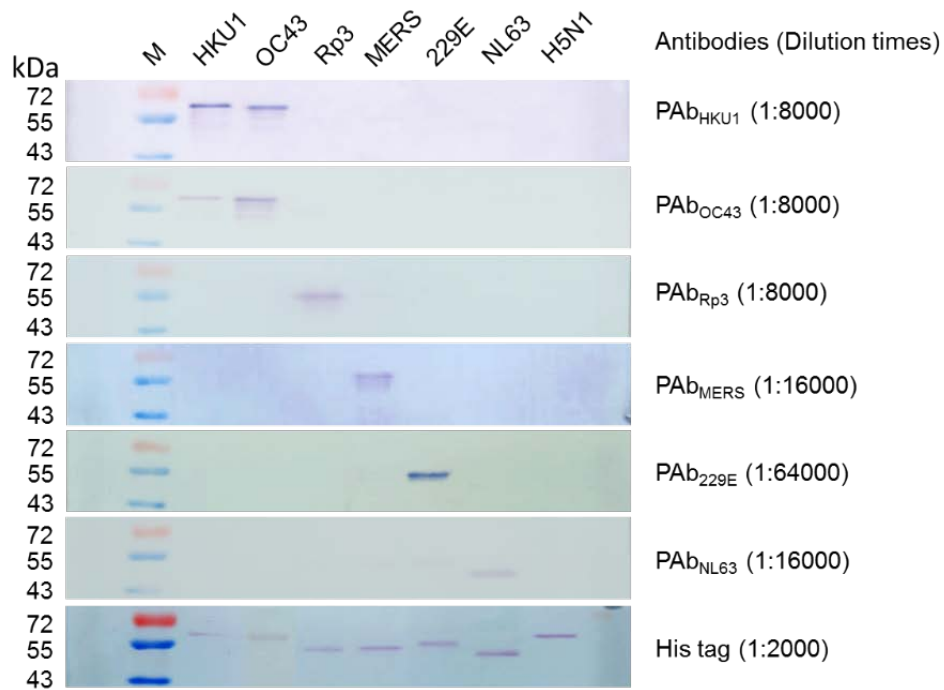 kDa M HKU1 OC43 Rp3 MERS 229E NL63 H5N1 Antibodies (Dilution times)
72
55 PAbHKU1 (1:8000)
43
72
55 PAbOC43 (1:8000)
43
72
55 PAbRp3 (1:8000)
43
72
55 PAbMERS (1:16000)
43
72
55 PAb229E (1:64000)
43
72
55 PAbNL63 (1:16000)
43
72
55 His tag (1:2000)
43